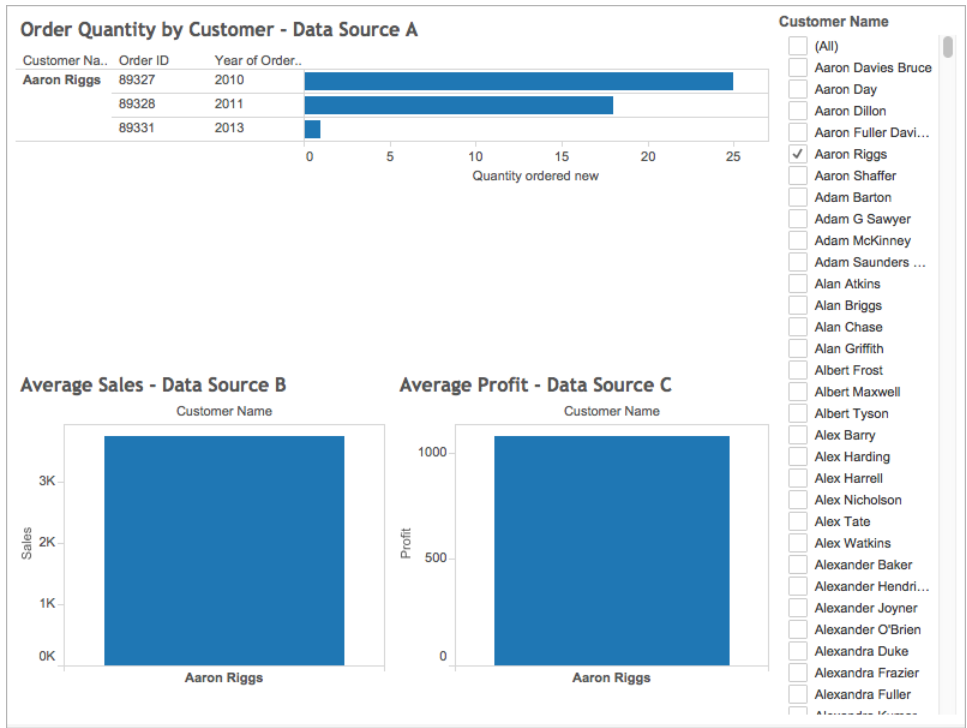 Order Quantity by Customer - Data Source A
Customer Na.. Order ID Year of Order..
Aaron Riggs 89327 2010
89328 2011
89331 2013
0 5 10 15 20 25
Quantity ordered new
Average Sales - Data Source B
Customer Name
3K
2K
1K
0K
Sales
Aaron Riggs
Average Profit - Data Source C
Customer Name
1000
500
0
Profit
Aaron Riggs
Customer Name
(All)
Aaron Davies Bruce
Aaron Day
Aaron Dillon
Aaron Fuller Davi...
Aaron Riggs
Aaron Shaffer
Adam Barton
Adam G Sawyer
Adam McKinney
Adam Saunders ...
Alan Atkins
Alan Briggs
Alan Chase
Alan Griffith
Albert Frost
Albert Maxwell
Albert Tyson
Alex Barry
Alex Harding
Alex Harrell
Alex Nicholson
Alex Tate
Alex Watkins
Alexander Baker
Alexander Hendri...
Alexander Joyner
Alexander O'Brien
Alexandra Duke
Alexandra Frazier
Alexandra Fuller